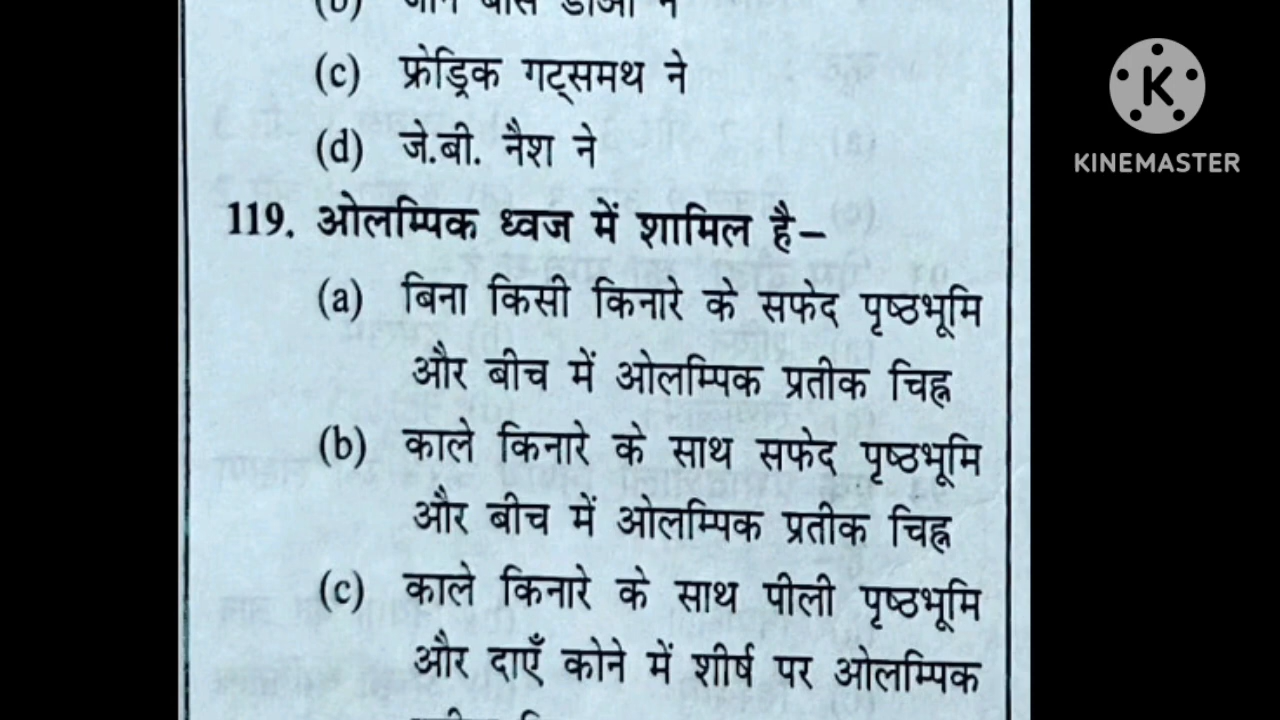 (c) फ्रेड्रिक गट्समथ ने
(d) जे.बी. नैश ने
119. ओलम्पिक ध्वज में शामिल है–
(a) बिना किसी किनारे के सफेद पृष्ठभूमि
और बीच में ओलम्पिक प्रतीक चिह्न
(b) काले किनारे के साथ सफेद पृष्ठभूमि
और बीच में ओलम्पिक प्रतीक चिह्न
(c) काले किनारे के साथ पीली पृष्ठभूमि
और दाएँ कोने में शीर्ष पर ओलम्पिक
K
KINEMASTER